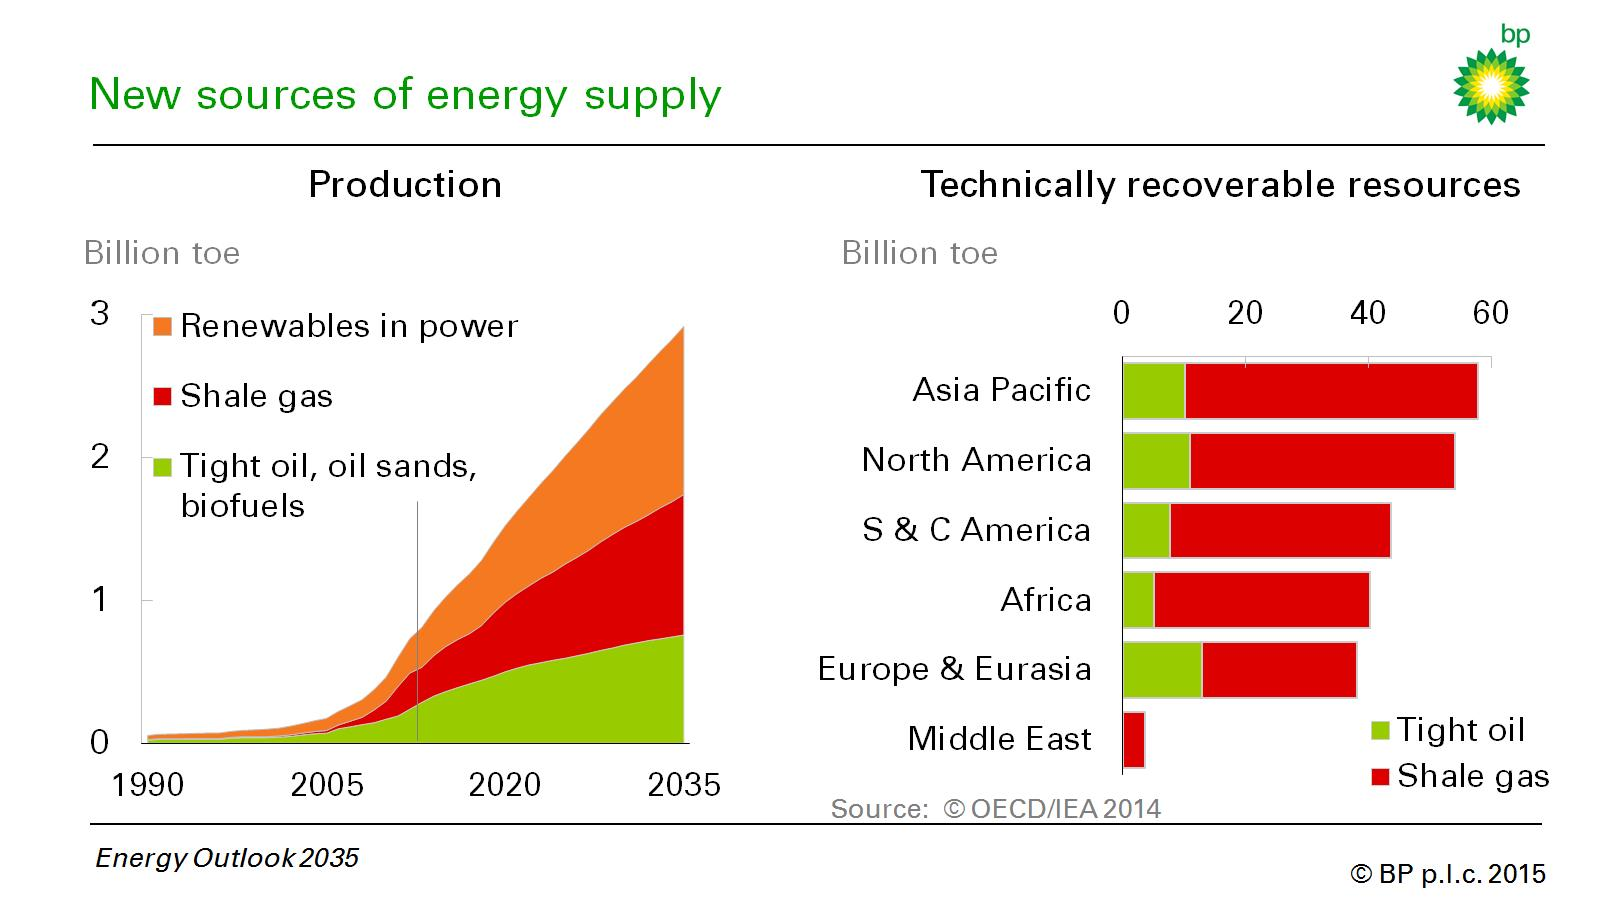 bp
New sources of energy supply
Production
Billion toe
3
2
1
0
Renewables in power
Shale gas
Tight oil, oil sands,
biofuels
1990 2005 2020 2035
Technically recoverable resources
Billion toe
0 20 40 60
Asia Pacific
North America
S & C America
Africa
Europe & Eurasia
Middle East
Tight oil
Shale gas
Source: © OECD/IEA 2014
Energy Outlook 2035
© BP p.l.c. 2015